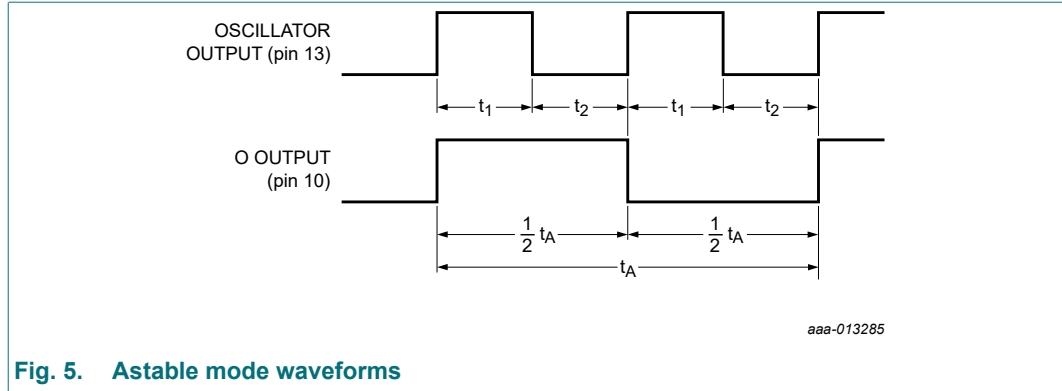 OSCILLATOR
OUTPUT (pin 13)
t1 t2 t1 t2
O OUTPUT
(pin 10)
1/2 tA 1/2 tA
tA
aaa-013285
Fig. 5. Astable mode waveforms